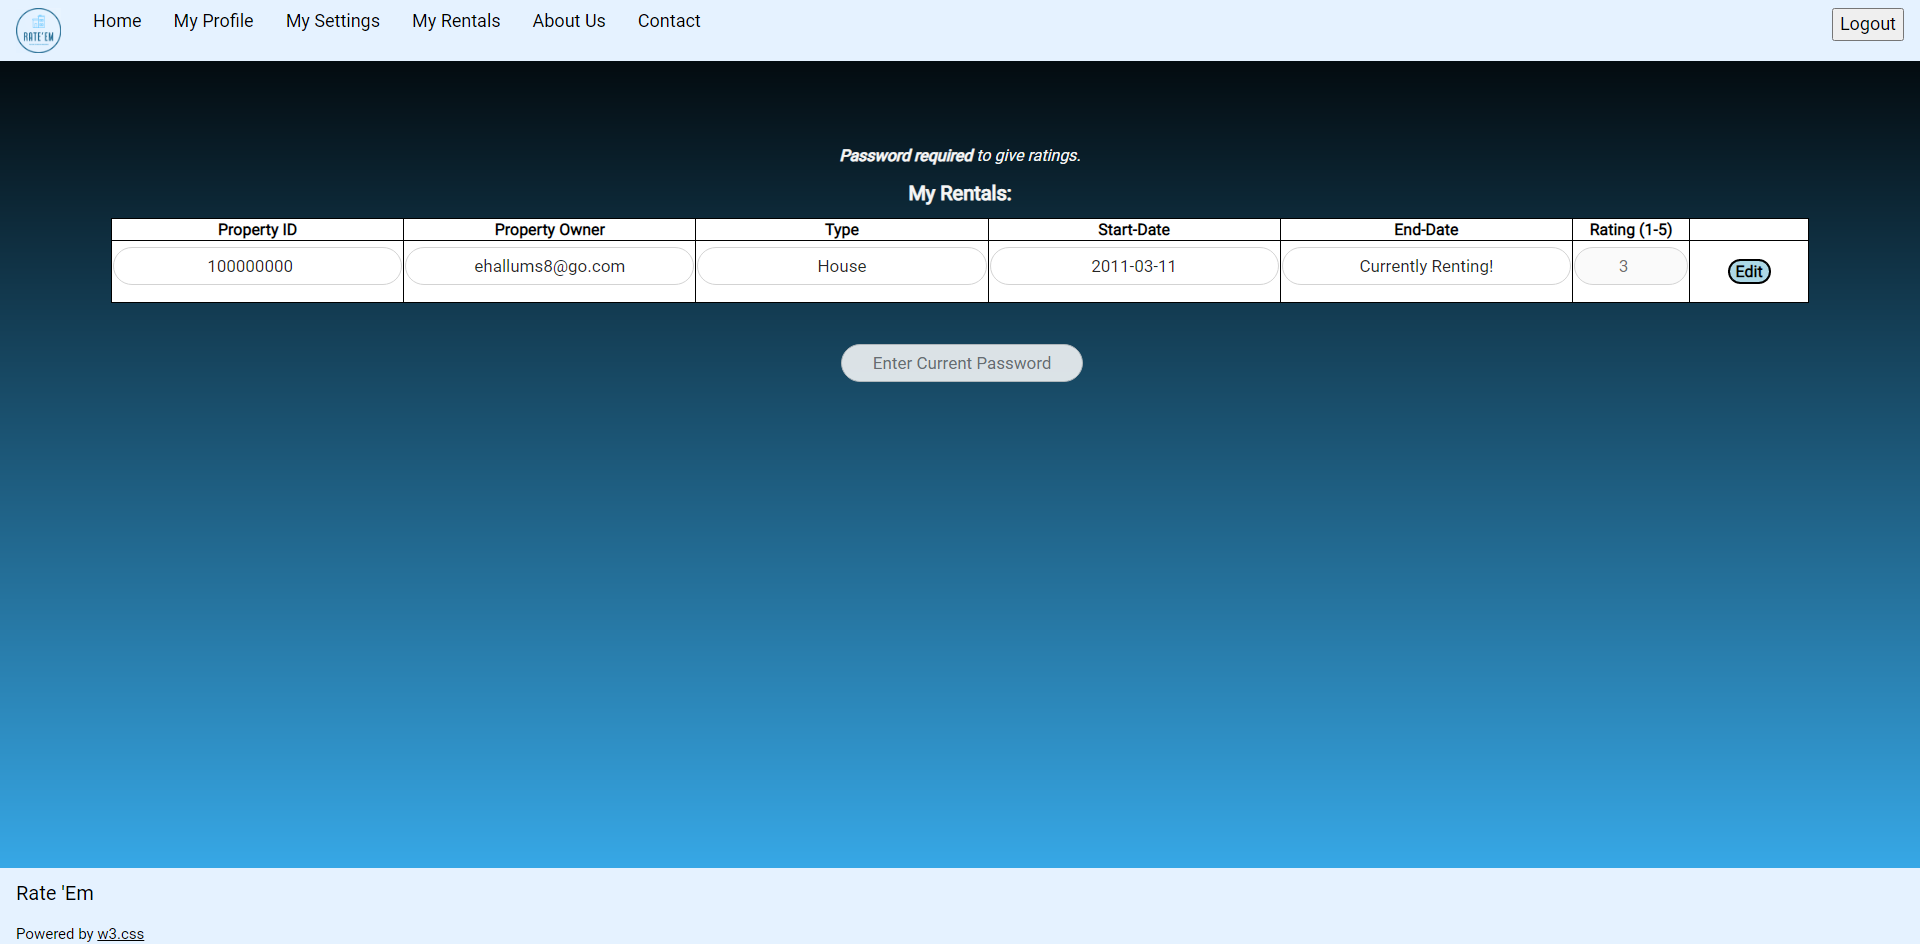 RATE'EM
Home My Profile My Settings My Rentals About Us Contact Logout
Password required to give ratings.
My Rentals:
Property ID Property Owner Type Start-Date End-Date Rating (1-5)
100000000 ehallums8@go.com House 2011-03-11 Currently Renting! 3 Edit
Enter Current Password
Rate 'Em
Powered by w3.css